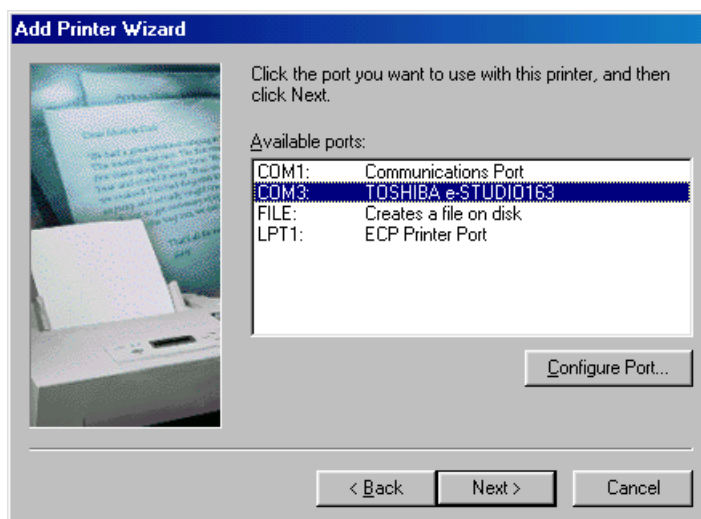 Add Printer Wizard
Click the port you want to use with this printer, and then
click Next.
Available ports:
COM1: Communications Port
COM3: TOSHIBA e-STUDIO163
FILE: Creates a file on disk
LPT1: ECP Printer Port
Configure Port...
< Back Next > Cancel